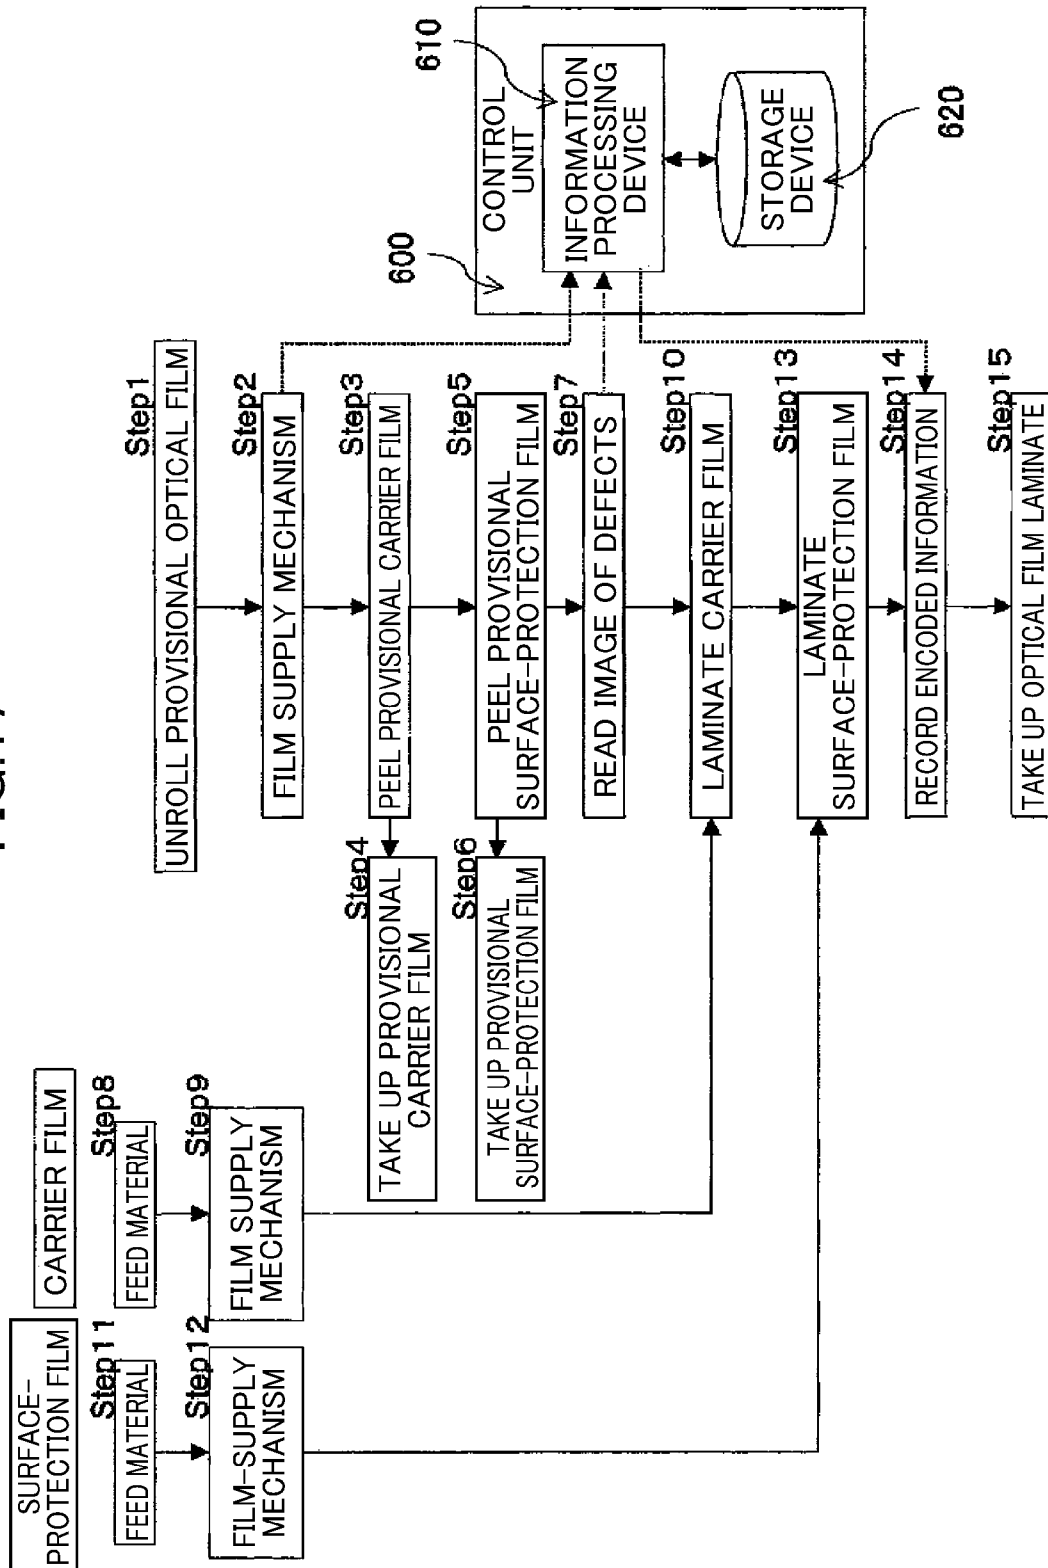 Step1
UNROLL PROVISIONAL OPTICAL FILM
Step2
FILM SUPPLY MECHANISM
Step3
PEEL PROVISIONAL CARRIER FILM
Step4
TAKE UP PROVISIONAL
CARRIER FILM
Step5
PEEL PROVISIONAL
SURFACE-PROTECTION FILM
Step6
TAKE UP PROVISIONAL
SURFACE-PROTECTION FILM
Step7
READ IMAGE OF DEFECTS
CARRIER FILM
Step8
FEED MATERIAL
Step9
FILM SUPPLY
MECHANISM
Step10
LAMINATE CARRIER FILM
SURFACE-
PROTECTION FILM
Step11
FEED MATERIAL
Step12
FILM-SUPPLY
MECHANISM
Step13
LAMINATE
SURFACE-PROTECTION FILM
Step14
RECORD ENCODED INFORMATION
Step15
TAKE UP OPTICAL FILM LAMINATE
600
CONTROL
UNIT
610
INFORMATION
PROCESSING
DEVICE
STORAGE
DEVICE
620